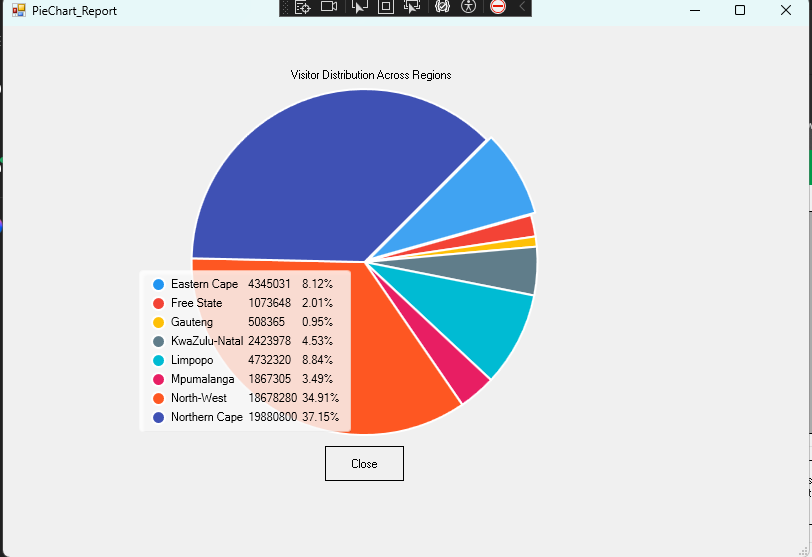 PieChart_Report
Visitor Distribution Across Regions
Eastern Cape 4345031 8.12%
Free State 1073648 2.01%
Gauteng 508365 0.95%
KwaZulu-Natal 2423978 4.53%
Limpopo 4732320 8.84%
Mpumalanga 1867305 3.49%
North-West 18678280 34.91%
Northern Cape 19880800 37.15%
Close